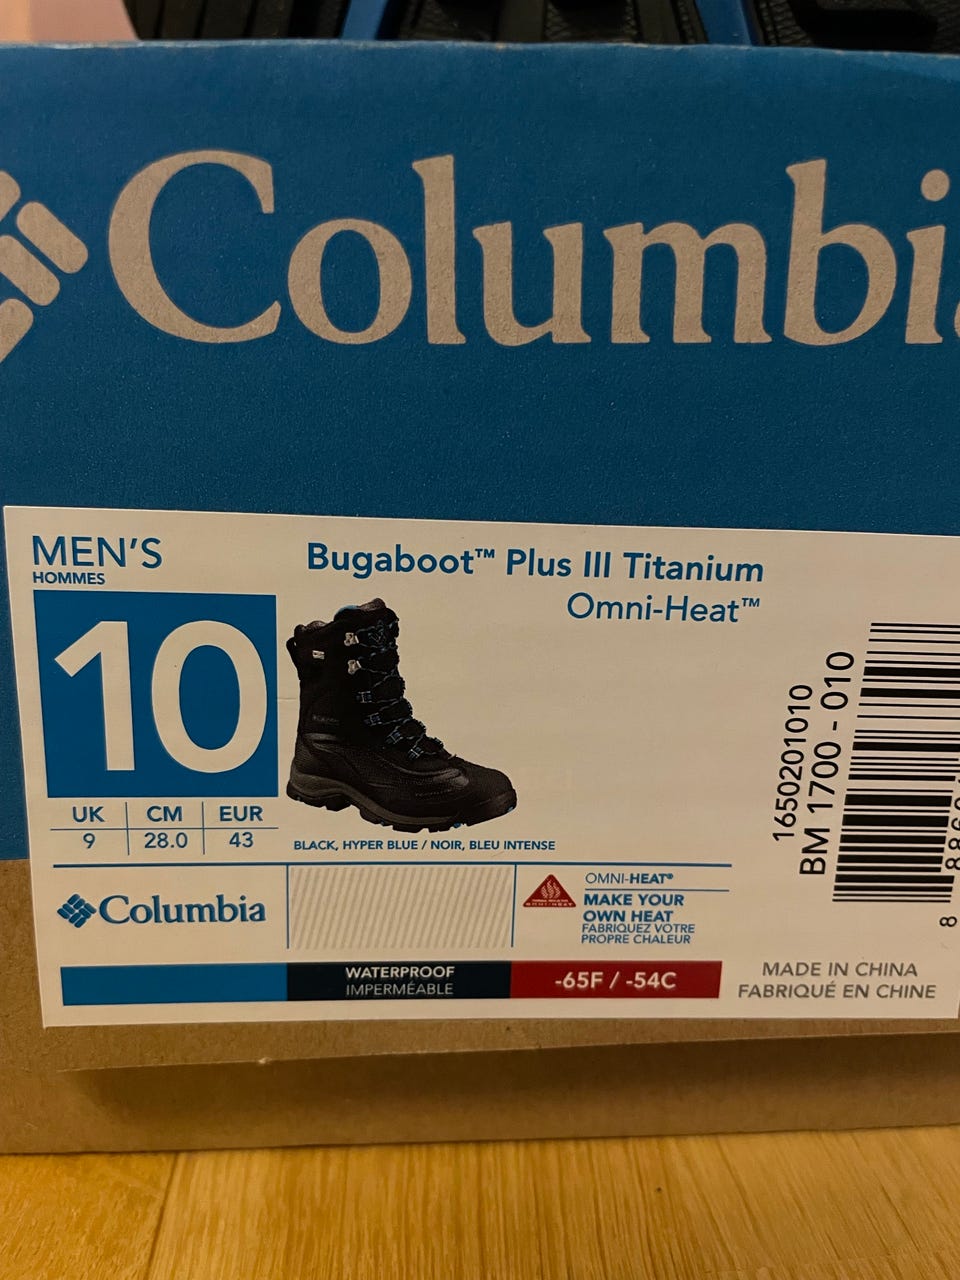 Columbia
MEN'S
HOMMES
10
UK CM EUR
9 28.0 43
Bugaboot™ Plus III Titanium
Omni-Heat™
BLACK, HYPER BLUE / NOIR, BLEU INTENSE
1650201010
BM 1700 - 010
Columbia
OMNI-HEAT®
MAKE YOUR
OWN HEAT
FABRIQUEZ VOTRE
PROPRE CHALEUR
WATERPROOF
IMPERMÉABLE
-65F / -54C
MADE IN CHINA
FABRIQUÉ EN CHINE